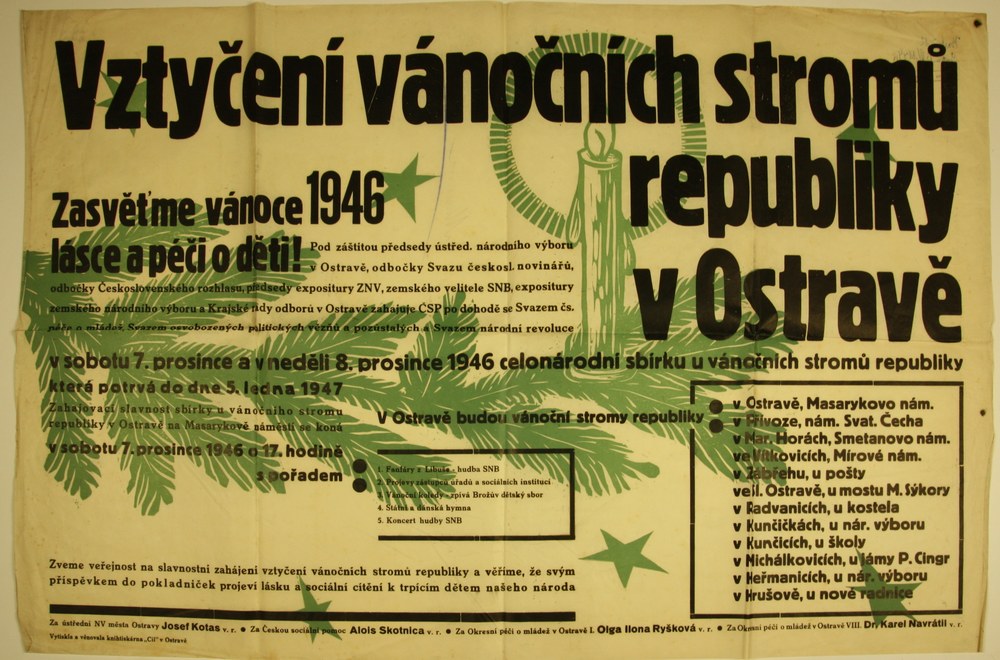 Vztyčení vánočních stromů
republiky
v Ostravě
Zasvěťme vánoce 1946
lásce a péči o děti!
Pod záštitou předsedy ústřed. národního výboru
v Ostravě, odbočky Svazu českosl. novinářů,
odbočky Československého rozhlasu, předsedy expositury ZNV, zemského velitele SNB, expository
zemského národního výboru a Krajské rady odborů v Ostravě zahajuje ČSP po dohodě se Svazem čs.
péče o mládež, Svazem osvobozených politických vězňů a pozůstalých a Svazem národní revoluce
v sobotu 7. prosince a v neděli 8. prosince 1946 celonárodní sbírku u vánočních stromů republiky
která potrvá do dne 5. ledna 1947
Zahajovací slavnost sbírky u vánočního stromu
republiky v Ostravě na Masarykově náměstí se koná
v sobotu 7. prosince 1946 o 17. hodině
s pořadem
1. Fanfáry z Libuše - hudba SNB
2. Projevy zástupců úřadů a sociálních institucí
3. Vánoční koledy - zpívá Brožův dětský sbor
4. Státní a dánská hymna
5. Koncert hudby SNB
V Ostravě budou vánoční stromy republiky
v Ostravě, Masarykovo nám.
v Přívoze, nám. Svat. Čecha
v Mar. Horách, Smetanovo nám.
ve Vítkovicích, Mírové nám.
v Zábřehu, u pošty
ve Sl. Ostravě, u mostu M. Sýkory
v Radvanicích, u kostela
v Kunčičkách, u nár. výboru
v Kunčicích, u školy
v Michálkovicích, u jámy P. Cingr
v Heřmanicích, u nár. výboru
v Hrušově, u nové radnice
Zveme veřejnost na slavnostní zahájení vztyčení vánočních stromů republiky a věříme, že svým
příspěvkem do pokladniček projeví lásku a sociální cítění k trpícím dětem našeho národa
Za ústřední NV města Ostravy Josef Kotas v. r. ● Za Českou sociální pomoc Alois Skotnica v. r. ● Za Okresní péči o mládež v Ostravě I. Olga Ilona Ryšková v. r. ● Za Okresní péči o mládež v Ostravě VIII. Dr. Karel Navrátil v. r.
Vytiskla a věnovala knihtiskárna „Cíl" v Ostravě